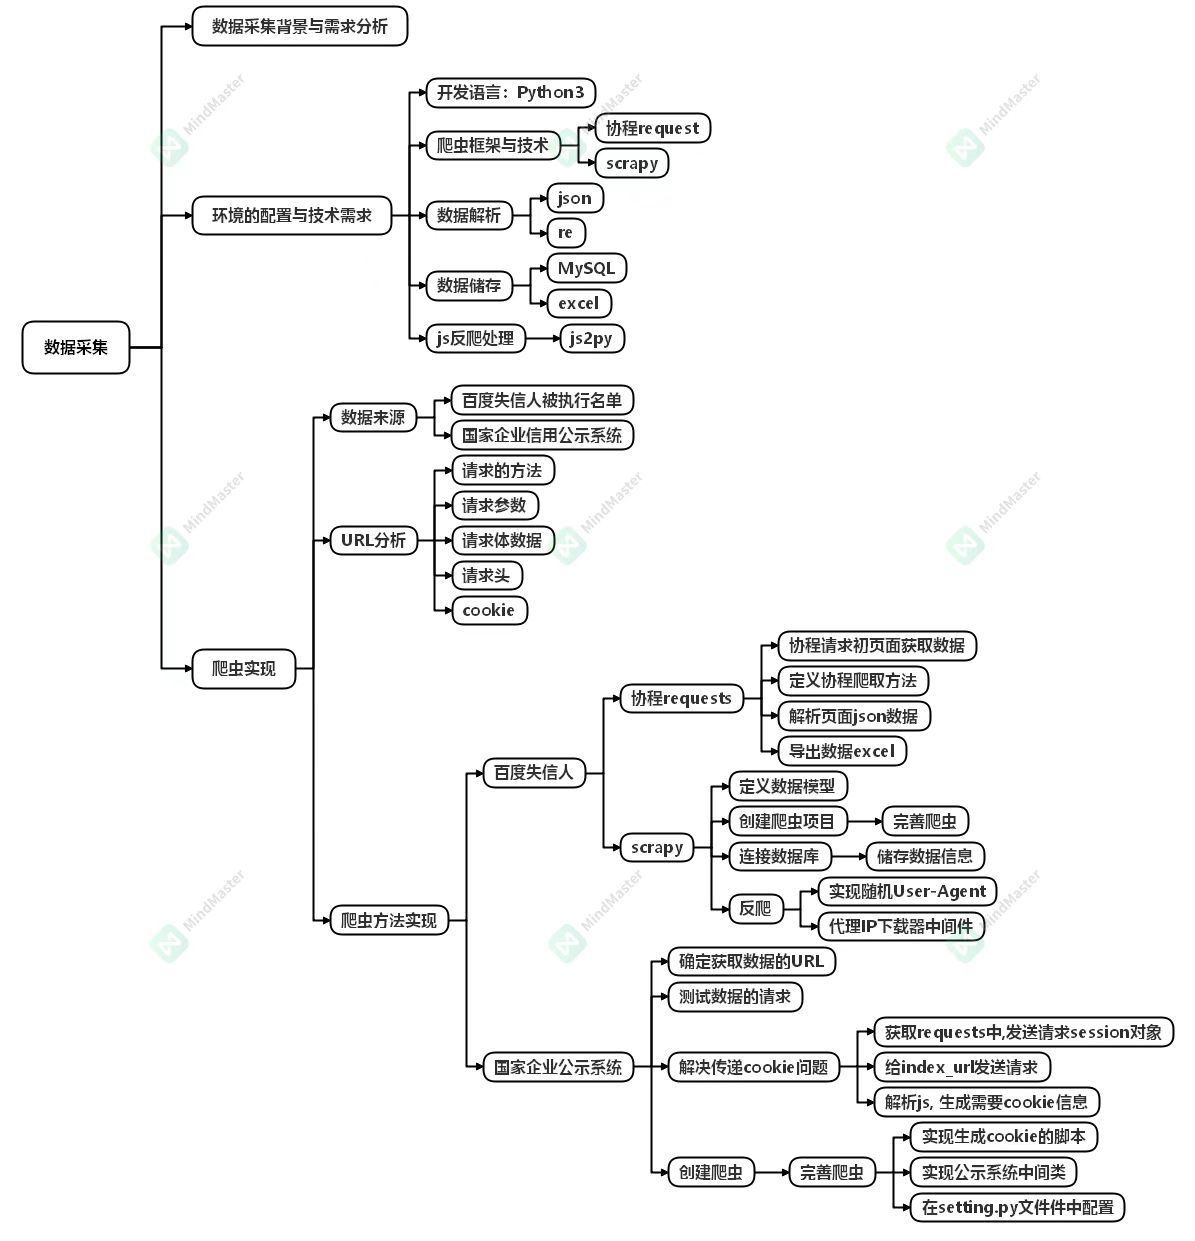 数据采集背景与需求分析
开发语言：Python3
爬虫框架与技术
协程request
scrapy
环境的配置与技术需求
数据解析
json
re
数据储存
MySQL
excel
js反爬处理
js2py
数据采集
数据来源
百度失信人被执行名单
国家企业信用公示系统
URL分析
请求的方法
请求参数
请求体数据
请求头
cookie
爬虫实现
爬虫方法实现
百度失信人
协程requests
协程请求初页面获取数据
定义协程爬取方法
解析页面json数据
导出数据excel
scrapy
定义数据模型
创建爬虫项目
完善爬虫
连接数据库
储存数据信息
反爬
实现随机User-Agent
代理IP下载器中间件
国家企业公示系统
确定获取数据的URL
测试数据的请求
解决传递cookie问题
获取requests中,发送请求session对象
给index_url发送请求
解析js, 生成需要cookie信息
创建爬虫
完善爬虫
实现生成cookie的脚本
实现公示系统中间类
在setting.py文件件中配置
MindMaster
MindMaster
MindMaster
MindMaster
MindMaster
MindMaster
MindMaster
MindMaster
MindMaster